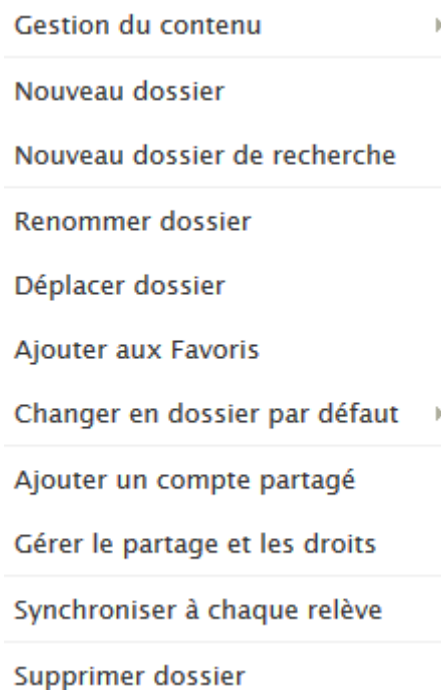 Gestion du contenu
Nouveau dossier
Nouveau dossier de recherche
Renommer dossier
Déplacer dossier
Ajouter aux Favoris
Changer en dossier par défaut
Ajouter un compte partagé
Gérer le partage et les droits
Synchroniser à chaque relève
Supprimer dossier